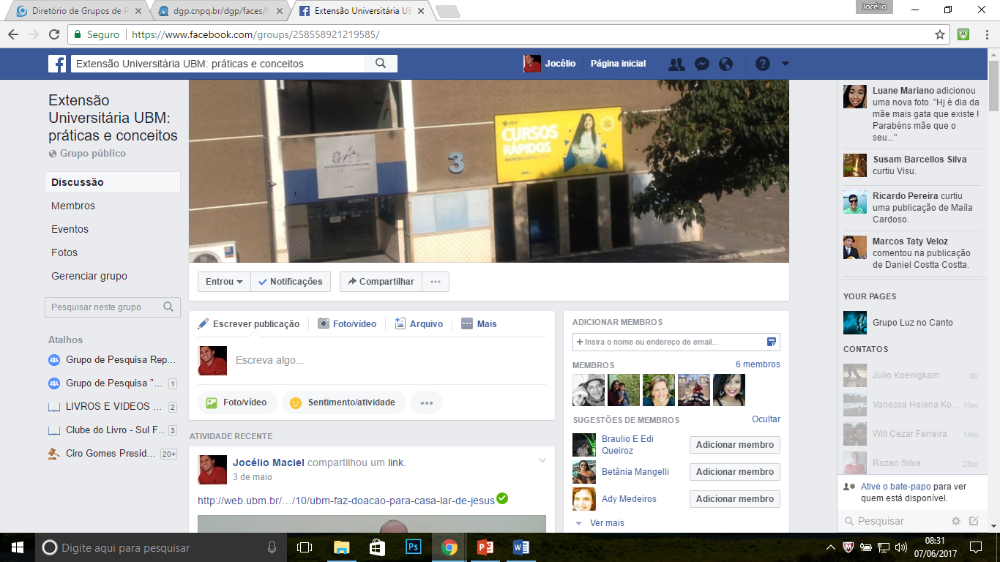 Diretório de Grupos de P
dgp.cnpq.br/dgp/faces/h
Extensão Universitária UB
Jocélio
Seguro
https://www.facebook.com/groups/258558921219585/
Extensão Universitária UBM: práticas e conceitos
Jocélio
Página inicial
Extensão
Universitária UBM:
práticas e conceitos
Grupo público
Discussão
Membros
Eventos
Fotos
Gerenciar grupo
Pesquisar neste grupo
Atalhos
Grupo de Pesquisa Rep...
Grupo de Pesquisa "... 1
LIVROS E VIDEOS ... 2
Clube do Livro - Sul F... 3
Ciro Gomes Presid... 20+
CURSOS
RÁPIDOS
3
Entrou
Notificações
Compartilhar
Escrever publicação
Foto/vídeo
Arquivo
Mais
Escreva algo...
Foto/vídeo
Sentimento/atividade
ATIVIDADE RECENTE
Jocélio Maciel compartilhou um link.
3 de maio
http://web.ubm.br/…/10/ubm-faz-doacao-para-casa-lar-de-jesus
ADICIONAR MEMBROS
+ Insira o nome ou endereço de email...
MEMBROS
6 membros
SUGESTÕES DE MEMBROS
Ocultar
Braulio E Edi
Queiroz
Adicionar membro
Betânia Mangelli
Adicionar membro
Ady Medeiros
Adicionar membro
Ver mais
Luane Mariano adicionou
uma nova foto. "Hj é dia da
mãe mais gata que existe !
Parabéns mãe que o
seu..."
Susam Barcellos Silva
curtiu Visu.
Ricardo Pereira curtiu
uma publicação de Maíla
Cardoso.
Marcos Taty Veloz
comentou na publicação
de Daniel Costta Costta.
YOUR PAGES
Grupo Luz no Canto
CONTATOS
Julio Koenigkam 8h
Vanessa Helena Ko... 19m
Will Cezar Ferreira 14m
Rozan Silva 28m
Ative o bate-papo para ver
quem está disponível.
Pesquisar
Digite aqui para pesquisar
08:31
07/06/2017